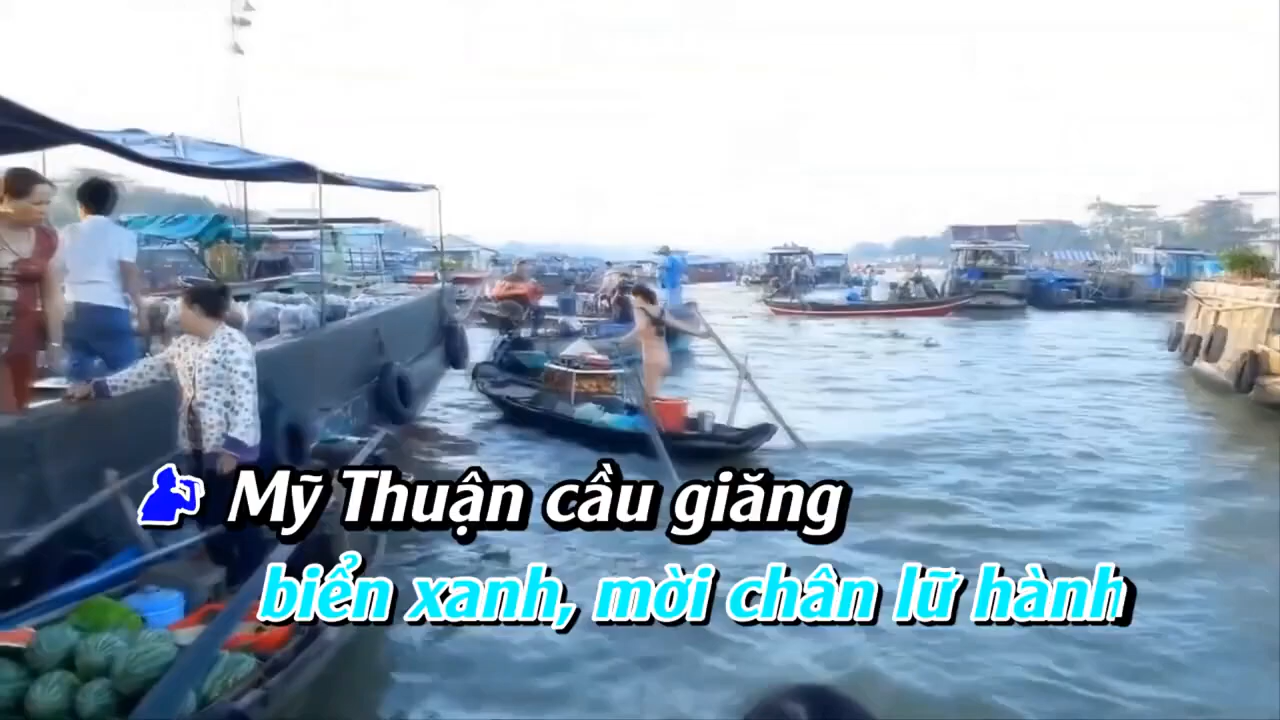 Mỹ Thuận cầu giăng
biển xanh, mời chân lữ hành